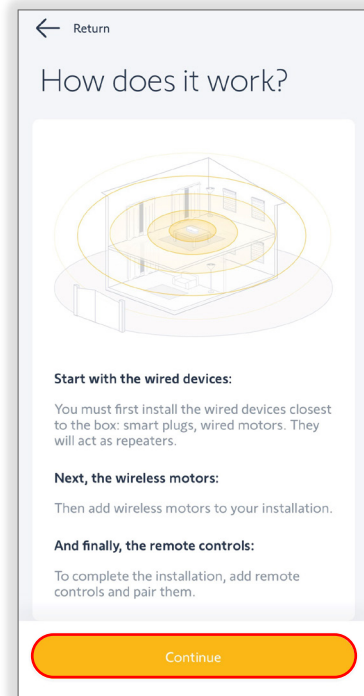 Return
How does it work?
Start with the wired devices:
You must first install the wired devices closest
to the box: smart plugs, wired motors. They
will act as repeaters.
Next, the wireless motors:
Then add wireless motors to your installation.
And finally, the remote controls:
To complete the installation, add remote
controls and pair them.
Continue